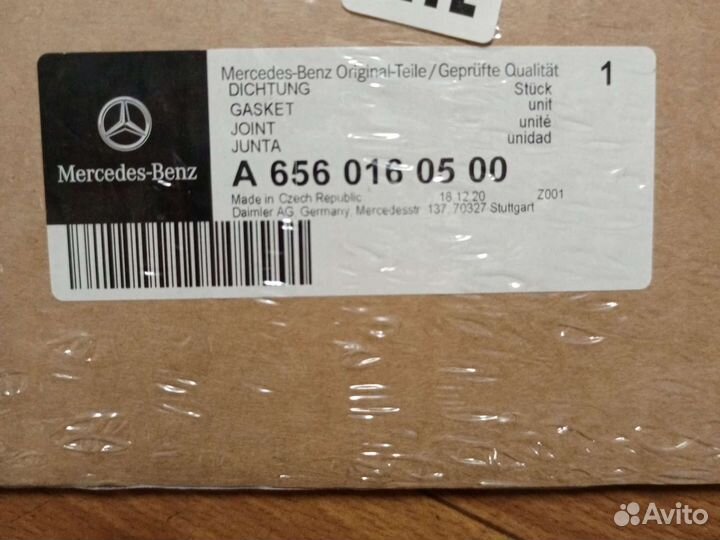 Mercedes-Benz
Mercedes-Benz Original-Teile/Geprüfte Qualität 1
DICHTUNG Stück
GASKET unit
JOINT unité
JUNTA unidad
A 656 016 05 00
Made in Czech Republic 18.12.20 Z001
Daimler AG, Germany, Mercedesstr 137, 70327 Stuttgart
Avito